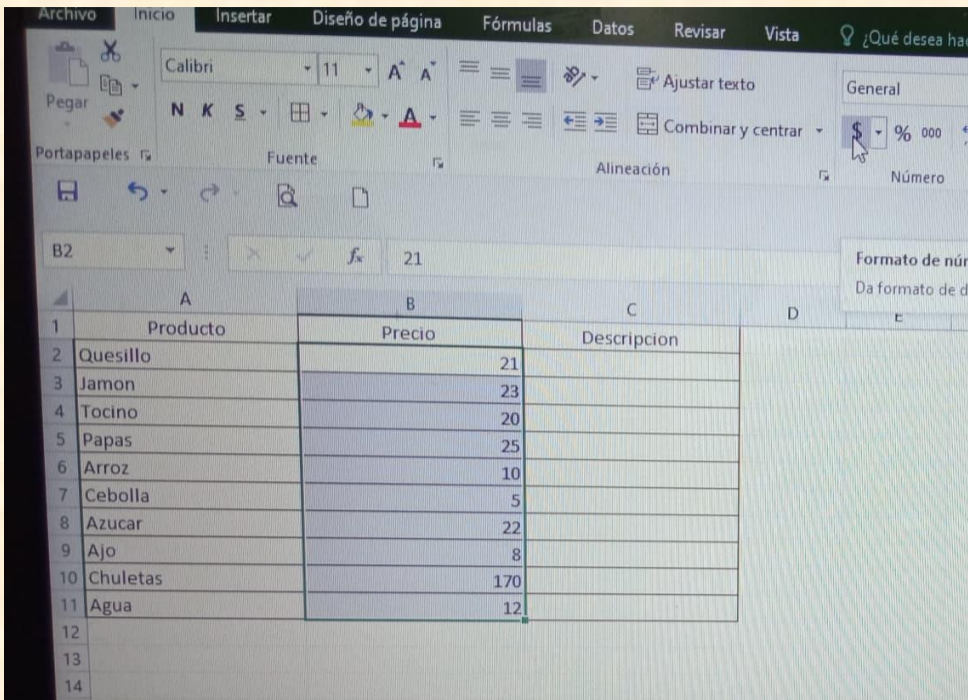 Archivo Inicio Insertar Diseño de página Fórmulas Datos Revisar Vista ¿Qué desea hac
Calibri 11 A A Ajustar texto General
Pegar N K S A Combinar y centrar $ % 000
Portapapeles Fuente Alineación Número
B2 fx 21
Formato de núm
Da formato de d
A B C D E
1 Producto Precio Descripcion
2 Quesillo 21
3 Jamon 23
4 Tocino 20
5 Papas 25
6 Arroz 10
7 Cebolla 5
8 Azucar 22
9 Ajo 8
10 Chuletas 170
11 Agua 12
12
13
14